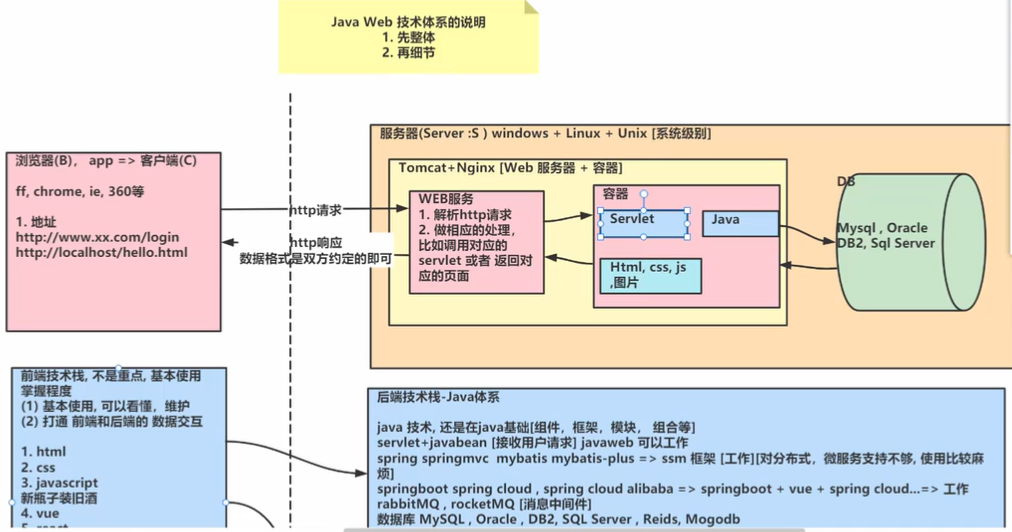 Java Web 技术体系的说明
1. 先整体
2. 再细节
服务器(Server :S ) windows + Linux + Unix [系统级别]
浏览器(B)， app => 客户端(C)
ff, chrome, ie, 360等
1. 地址
http://www.xx.com/login
http://localhost/hello.html
http请求
http响应
数据格式是双方约定的即可
Tomcat+Nginx [Web 服务器 + 容器]
WEB服务
1. 解析http请求
2. 做相应的处理，
比如调用对应的
servlet 或者 返回对
应的页面
容器
Servlet
Java
Html, css, js
,图片
DB
Mysql , Oracle
DB2, Sql Server
前端技术栈, 不是重点, 基本使用
掌握程度
(1) 基本使用, 可以看懂，维护
(2) 打通 前端和后端的 数据交互
1. html
2. css
3. javascript
新瓶子装旧酒
4. vue
后端技术栈-Java体系
java 技术, 还是在java基础[组件，框架，模块， 组合等]
servlet+javabean [接收用户请求] javaweb 可以工作
spring springmvc  mybatis mybatis-plus => ssm 框架 [工作][对分布式，微服务支持不够, 使用比较麻
烦]
springboot spring cloud , spring cloud alibaba => springboot + vue + spring cloud...=> 工作
rabbitMQ , rocketMQ [消息中间件]
数据库 MySQL , Oracle , DB2, SQL Server , Reids, Mogodb